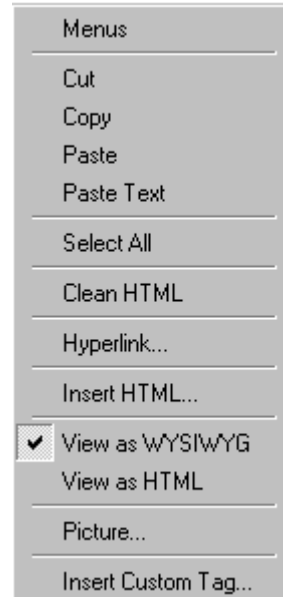 Menus
Cut
Copy
Paste
Paste Text
Select All
Clean HTML
Hyperlink...
Insert HTML...
View as WYSIWYG
View as HTML
Picture...
Insert Custom Tag...